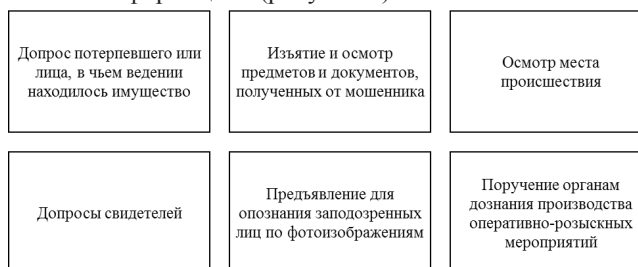 Допрос потерпевшего или
лица, в чьем ведении
находилось имущество
Изъятие и осмотр
предметов и документов,
полученных от мошенника
Осмотр места
происшествия
Допросы свидетелей
Предъявление для
опознания заподозренных
лиц по фотоизображениям
Поручение органам
дознания производства
оперативно-розыскных
мероприятий